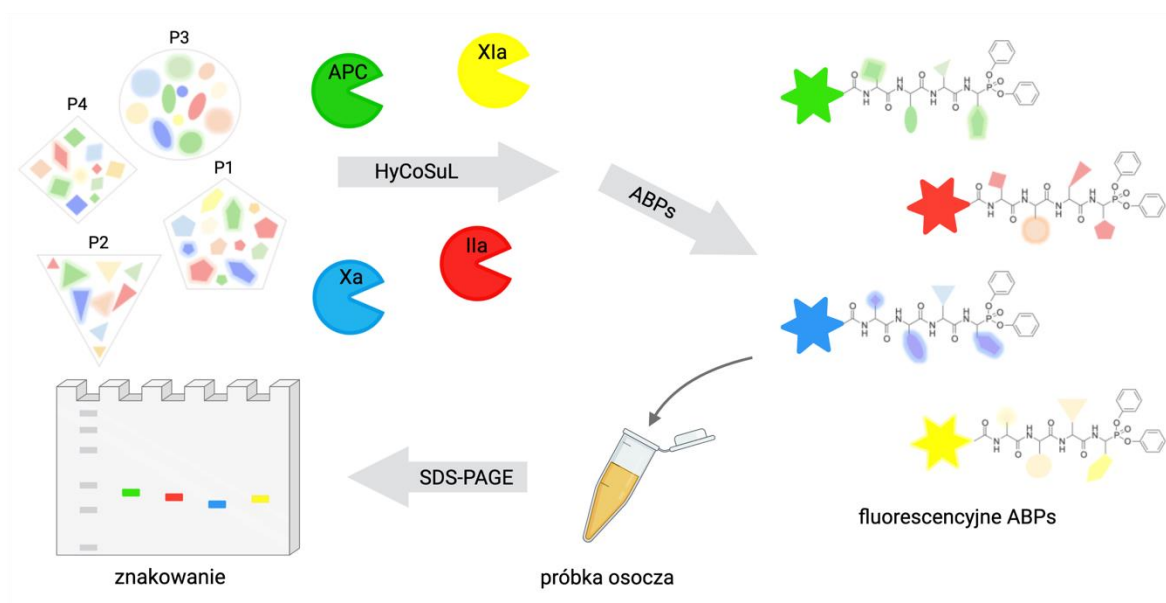 P3
P4
P1
P2
APC
XIa
HyCoSuL
Xa
IIa
ABPs
SDS-PAGE
znakowanie
próbka osocza
fluorescencyjne ABPs
O
H
N
O
N
H
O
H
N
O
N
H
P
O
O
O
O
H
N
O
N
H
O
H
N
O
N
H
P
O
O
O
O
H
N
O
N
H
O
H
N
O
N
H
P
O
O
O
O
H
N
O
N
H
O
H
N
O
N
H
P
O
O
O